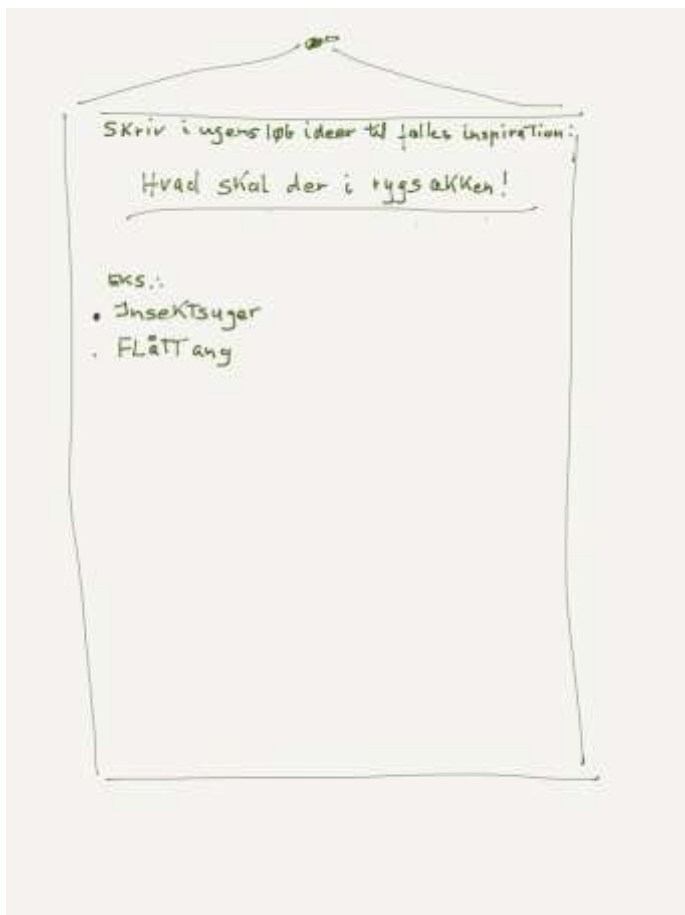 Skriv i ugens løb ideer til fælles inspiration:
Hvad skal der i rygsækken!
EKS.:
• Insektsuger
• FLåTTang